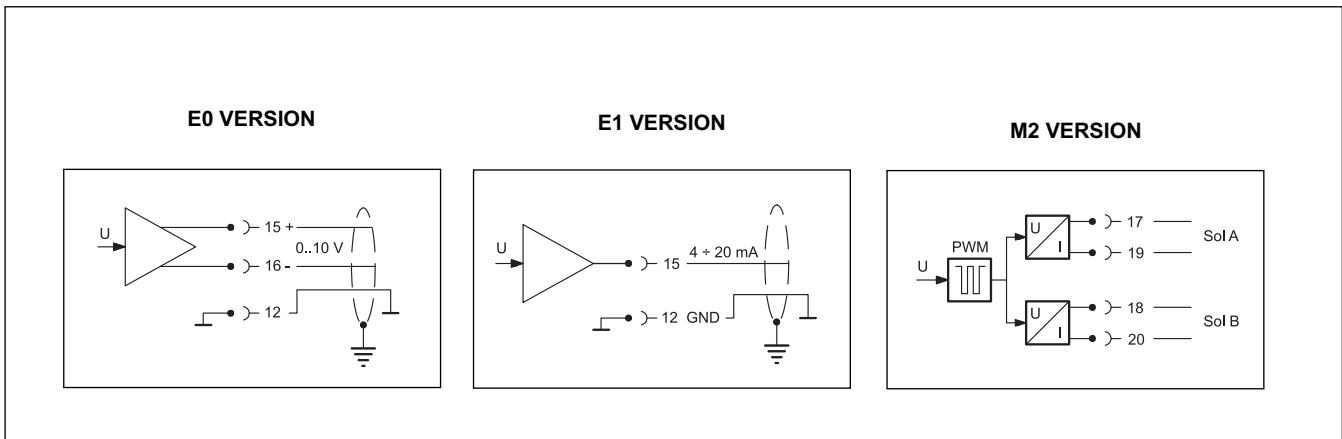 E0 VERSION
U
15 +
0..10 V
16 -
12
E1 VERSION
U
15 4 ÷ 20 mA
12 GND
M2 VERSION
U
PWM
U
I
17
19
Sol A
U
I
18
20
Sol B